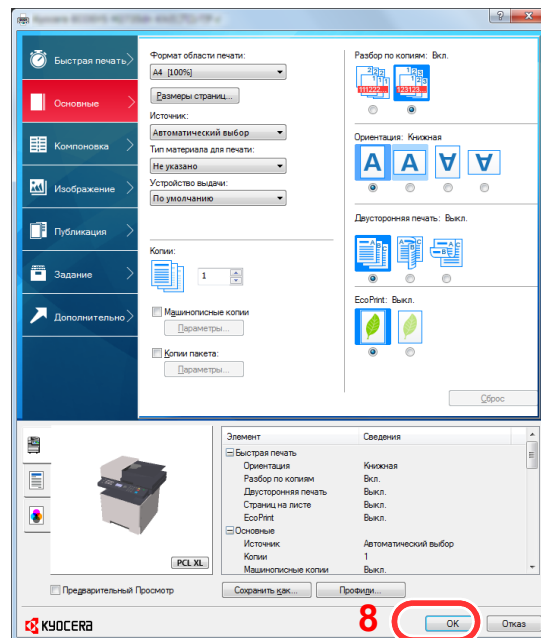 Быстрая печать
Основные
Компоновка
Изображение
Публикация
Задание
Дополнительно
Формат области печати:
A4 [100%]
Размеры страниц...
Источник:
Автоматический выбор
Тип материала для печати:
Не указано
Устройство выдачи:
По умолчанию
Копии:
1
Машинописные копии
Параметры...
Копии пакета:
Параметры...
Разбор по копиям: Вкл.
111222... 123123...
Ориентация: Книжная
A A A A
Двусторонняя печать: Выкл.
EcoPrint: Выкл.
Сброс
PCL XL
Элемент Сведения
Быстрая печать
Ориентация Книжная
Разбор по копиям Вкл.
Двусторонняя печать Выкл.
Страниц на листе Выкл.
EcoPrint Выкл.
Основные
Источник Автоматический выбор
Копии 1
Машинописные копии Выкл.
Предварительный Просмотр
Сохранить как...
Профили...
KYOCERA
8
OK
Отказ